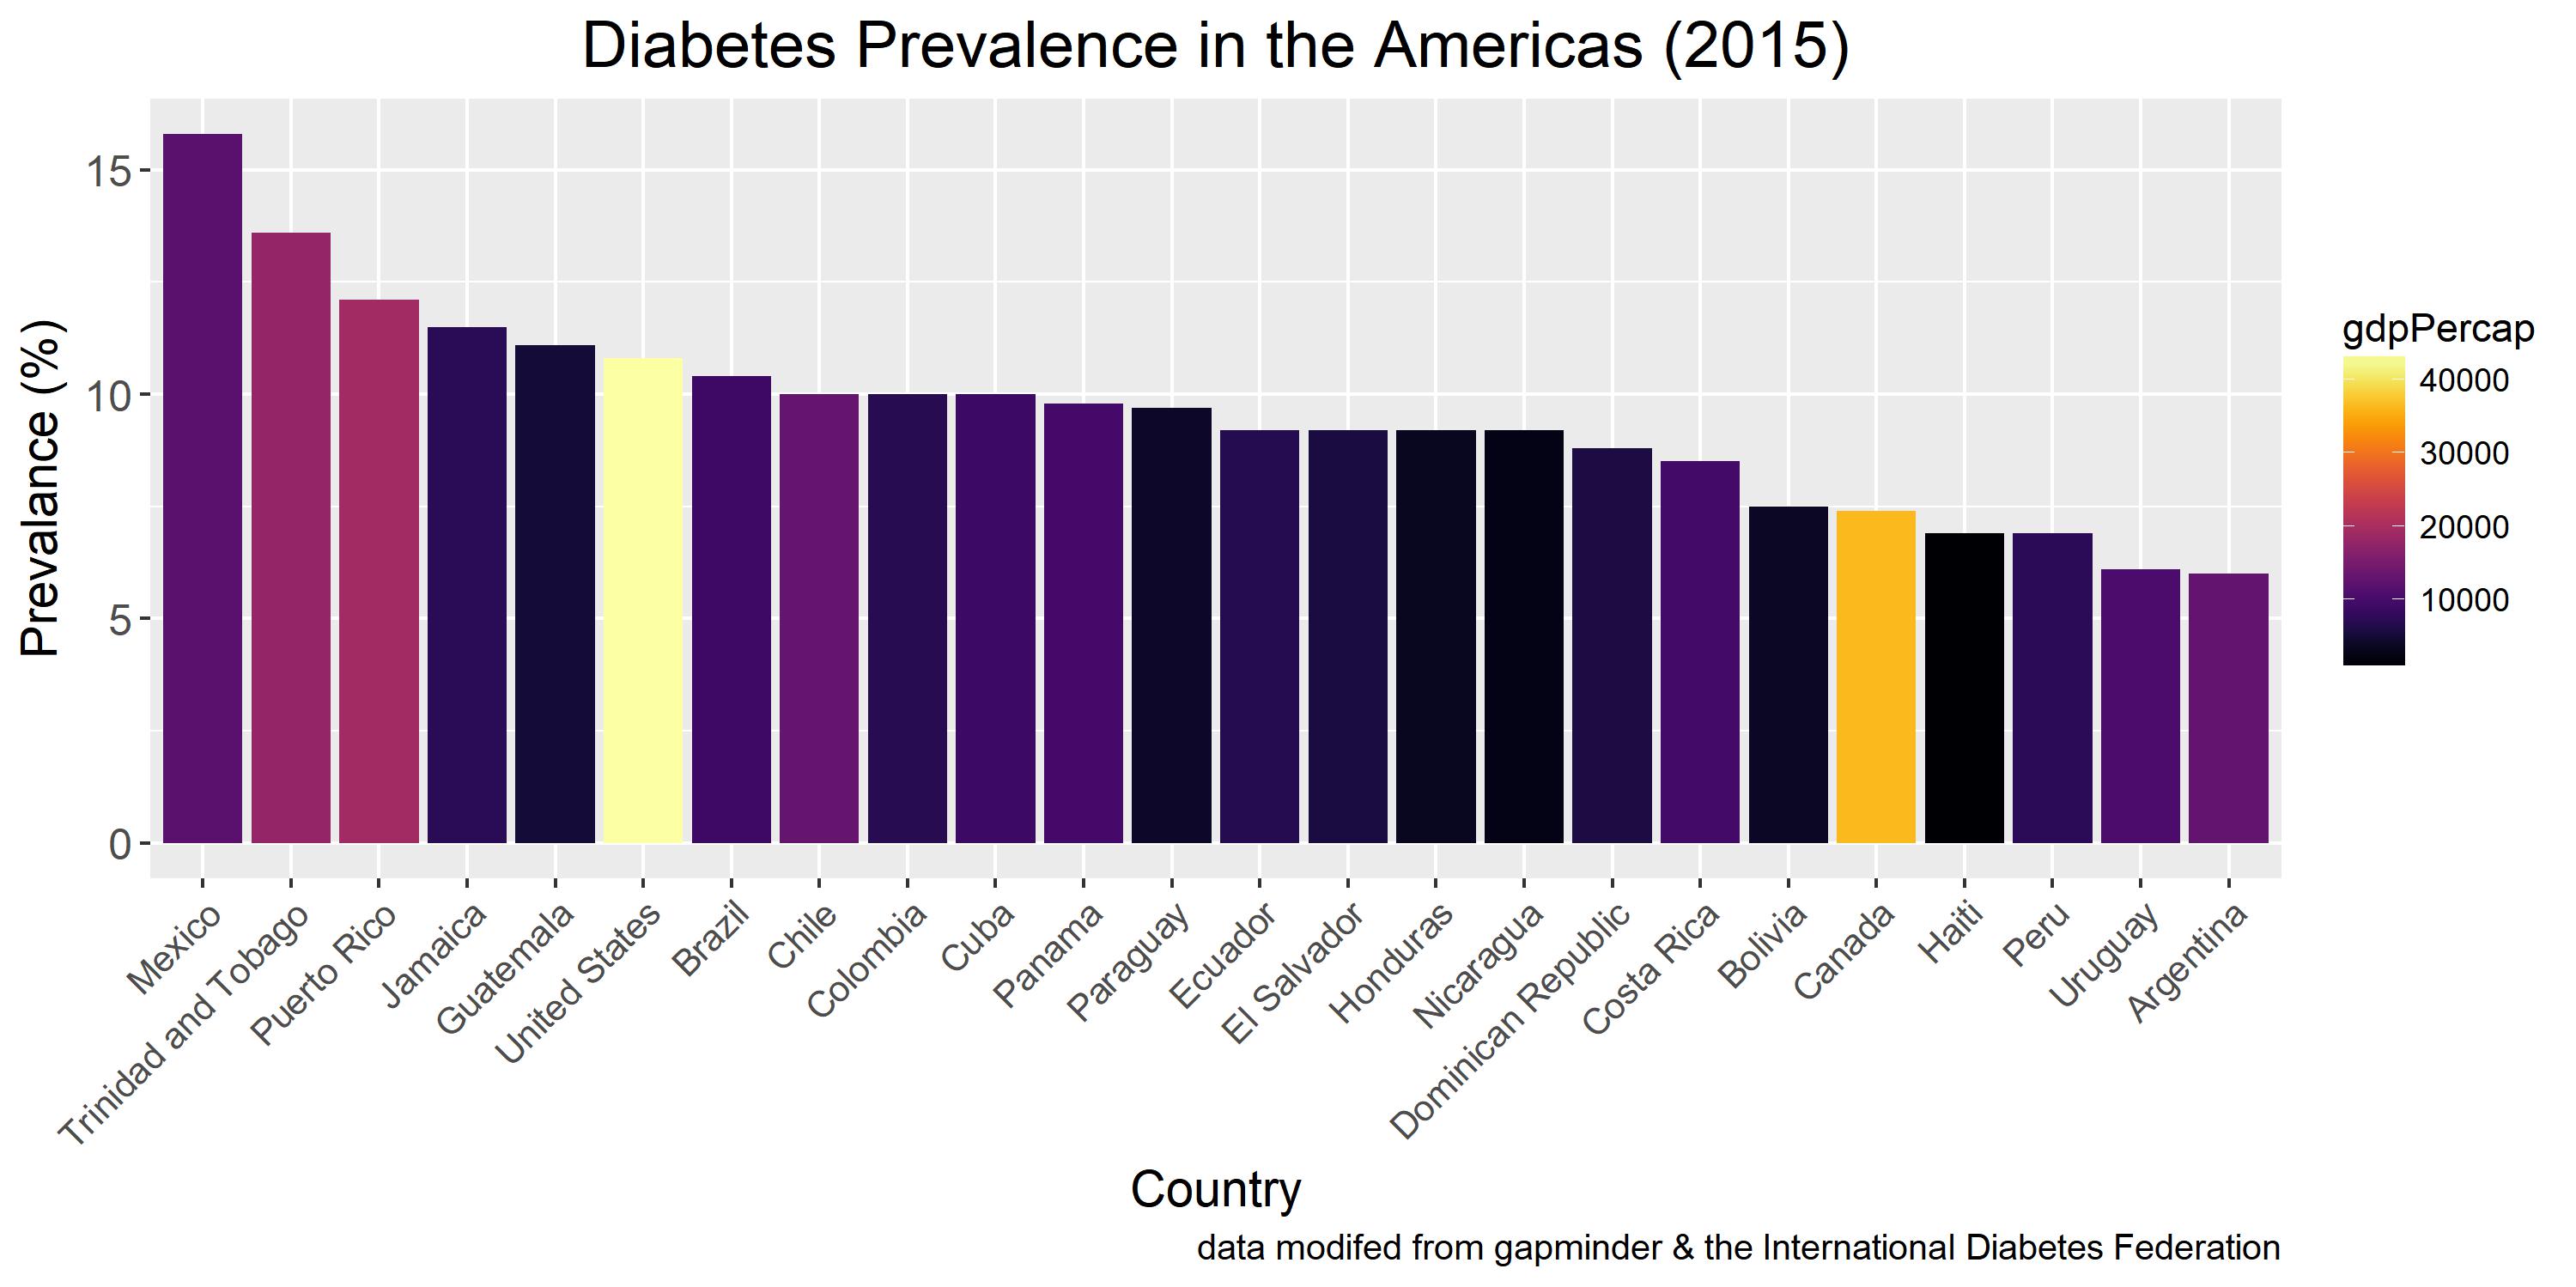 Diabetes Prevalence in the Americas (2015)
Prevalance (%)
15
10
5
0
gdpPercap
40000
30000
20000
10000
Mexico
Trinidad and Tobago
Puerto Rico
Jamaica
Guatemala
United States
Brazil
Chile
Colombia
Cuba
Panama
Paraguay
Ecuador
El Salvador
Honduras
Nicaragua
Dominican Republic
Costa Rica
Bolivia
Canada
Haiti
Peru
Uruguay
Argentina
Country
data modifed from gapminder & the International Diabetes Federation